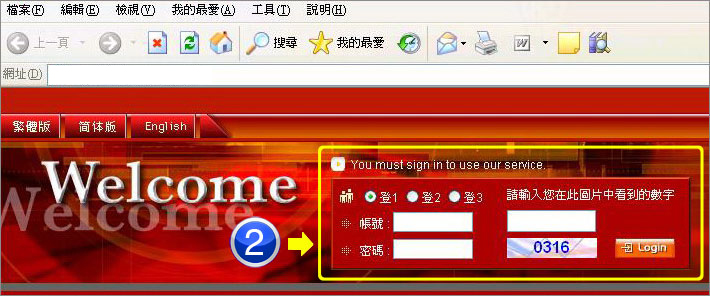 檔案(F) 編輯(E) 檢視(V) 我的最愛(A) 工具(T) 說明(H)
上一頁 搜尋 我的最愛 W
網址(D)
繁體版 简体版 English
Welcome
Welcome
You must sign in to use our service.
登1 登2 登3 請輸入您在此圖片中看到的數字
帳號 :
2 密碼 : 0316 Login